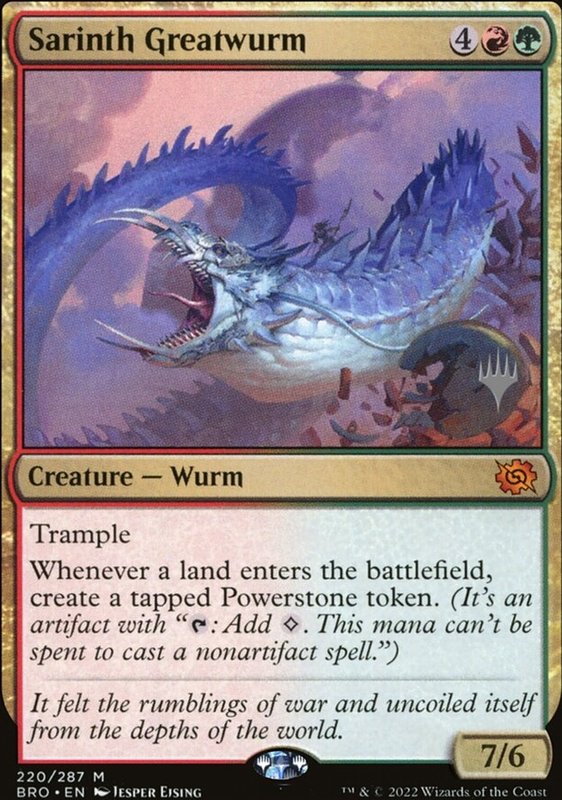 Sarinth Greatwurm 4
Creature — Wurm
Trample
Whenever a land enters the battlefield,
create a tapped Powerstone token. (It's an
artifact with “: Add . This mana can't be
spent to cast a nonartifact spell.”)
It felt the rumblings of war and uncoiled itself
from the depths of the world.
7/6
220/287 M
BRO • EN Jesper Eising
™ & © 2022 Wizards of the Coast